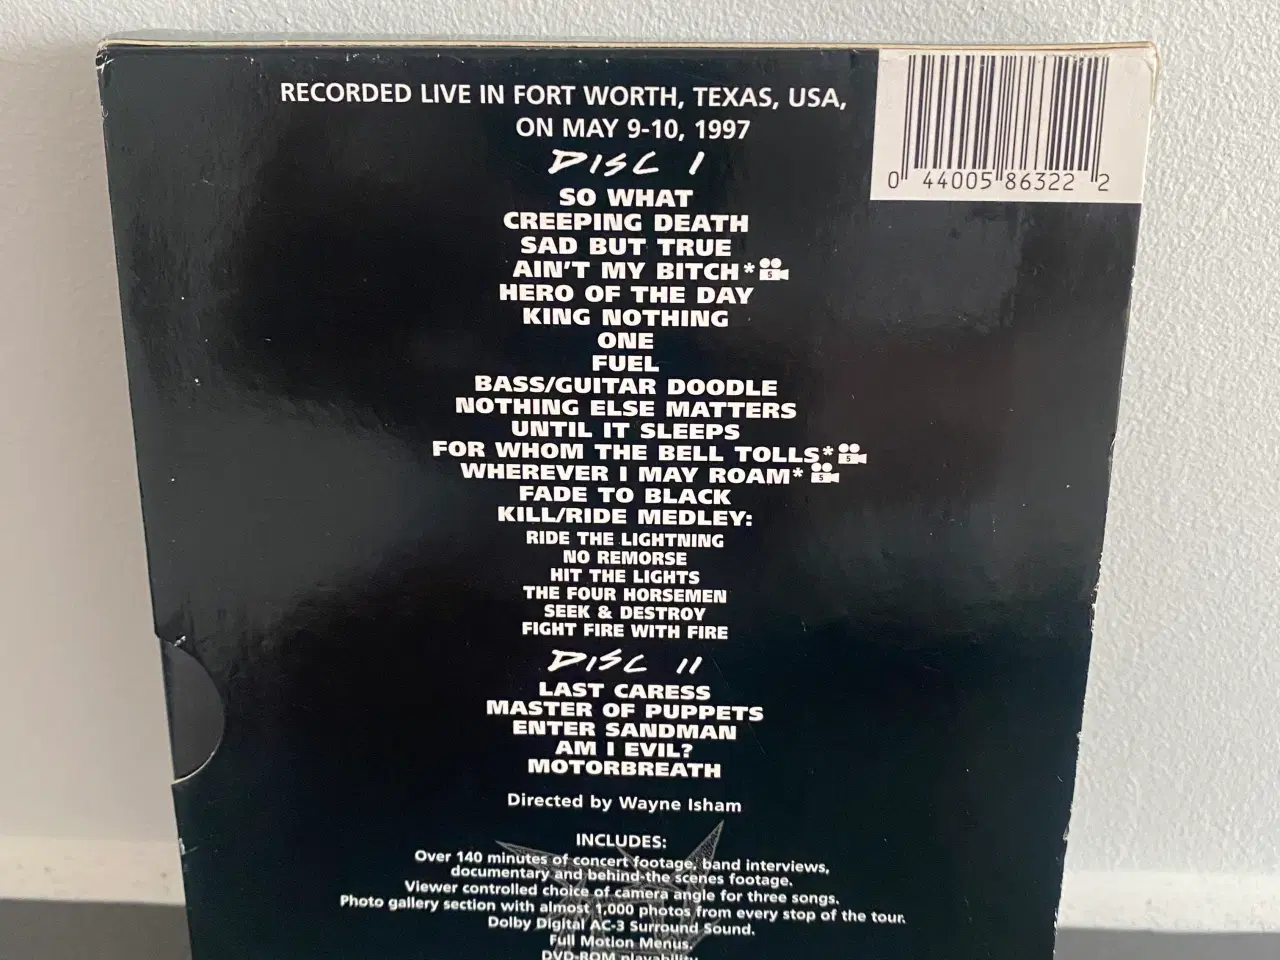 RECORDED LIVE IN FORT WORTH, TEXAS, USA,
ON MAY 9-10, 1997
0 44005 86322 2
DISC I
SO WHAT
CREEPING DEATH
SAD BUT TRUE
AIN'T MY BITCH* 5
HERO OF THE DAY
KING NOTHING
ONE
FUEL
BASS/GUITAR DOODLE
NOTHING ELSE MATTERS
UNTIL IT SLEEPS
FOR WHOM THE BELL TOLLS* 5
WHEREVER I MAY ROAM* 5
FADE TO BLACK
KILL/RIDE MEDLEY:
RIDE THE LIGHTNING
NO REMORSE
HIT THE LIGHTS
THE FOUR HORSEMEN
SEEK & DESTROY
FIGHT FIRE WITH FIRE
DISC II
LAST CARESS
MASTER OF PUPPETS
ENTER SANDMAN
AM I EVIL?
MOTORBREATH
Directed by Wayne Isham
INCLUDES:
Over 140 minutes of concert footage, band interviews,
documentary and behind-the scenes footage.
Viewer controlled choice of camera angle for three songs.
Photo gallery section with almost 1,000 photos from every stop of the tour.
Dolby Digital AC-3 Surround Sound.
Full Motion Menus.
DVD-ROM playability.